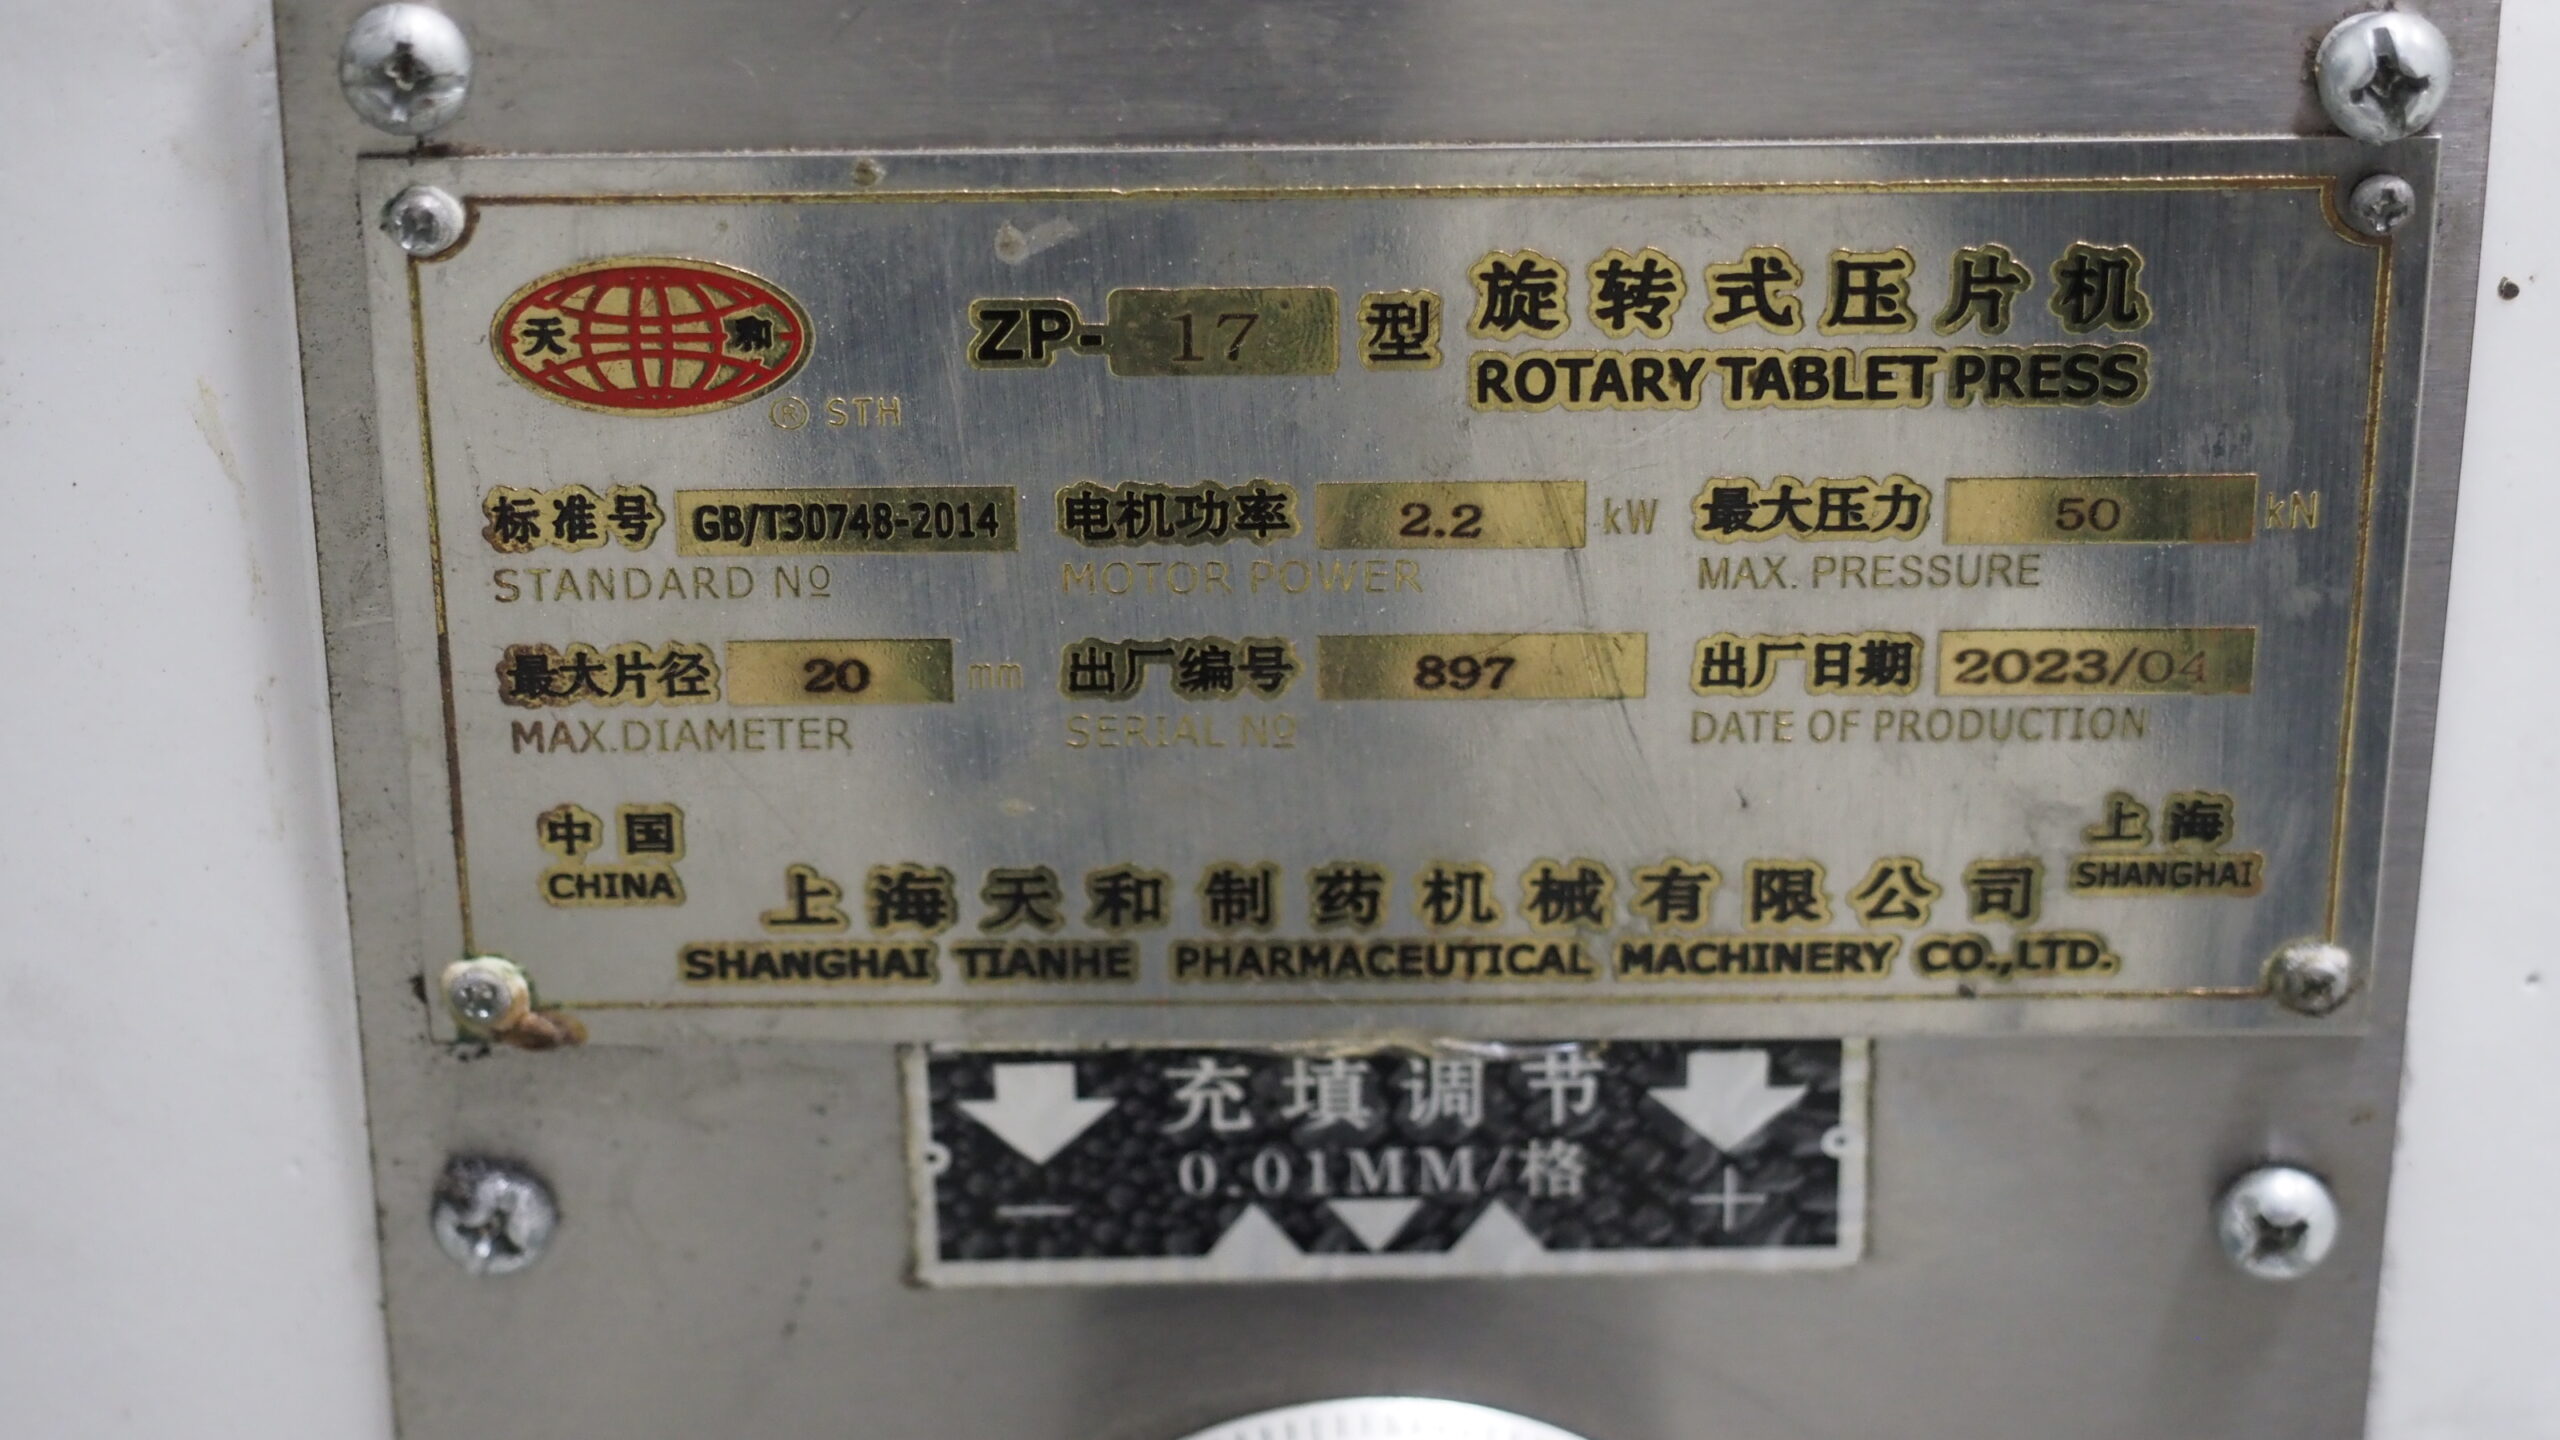 天 和
® STH
ZP- 17 型 旋转式压片机
ROTARY TABLET PRESS
标准号 GB/T30748-2014 电机功率 2.2 kW 最大压力 50 kN
STANDARD Nº MOTOR POWER MAX. PRESSURE
最大片径 20 mm 出厂编号 897 出厂日期 2023/04
MAX.DIAMETER SERIAL Nº DATE OF PRODUCTION
中国 上海
CHINA SHANGHAI
上海天和制药机械有限公司
SHANGHAI TIANHE PHARMACEUTICAL MACHINERY CO.,LTD.
充填调节
0.01MM/格
− +